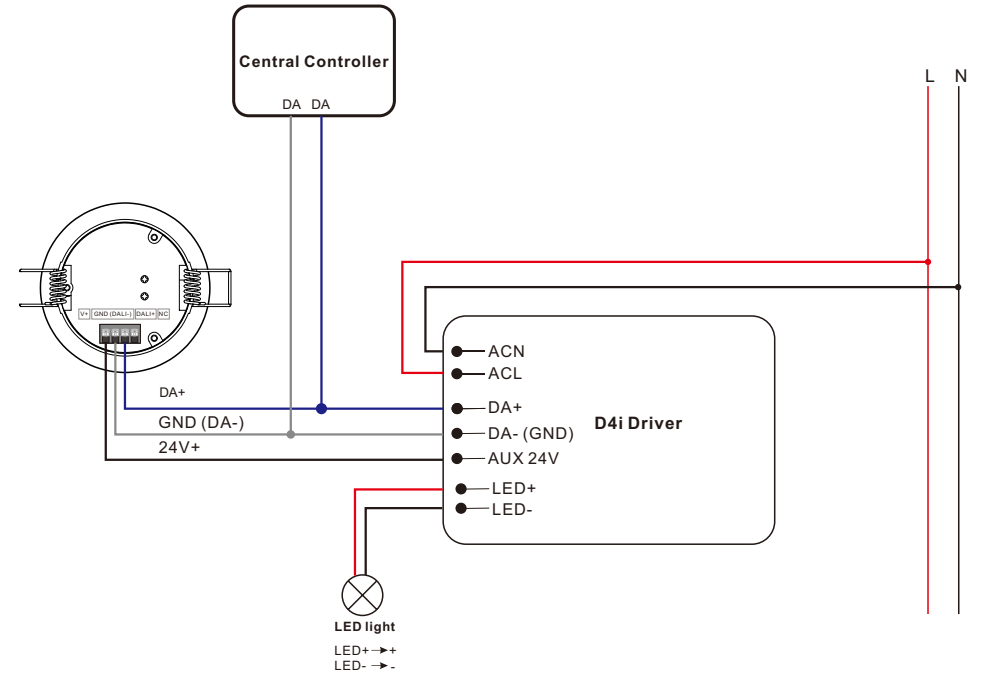 Central Controller
DA DA
L N
V+ GND (DALI-) DALI+ NC
ACN
ACL
DA+
DA+
GND (DA-)
DA- (GND)
D4i Driver
24V+
AUX 24V
LED+
LED-
LED light
LED+→+
LED-→-